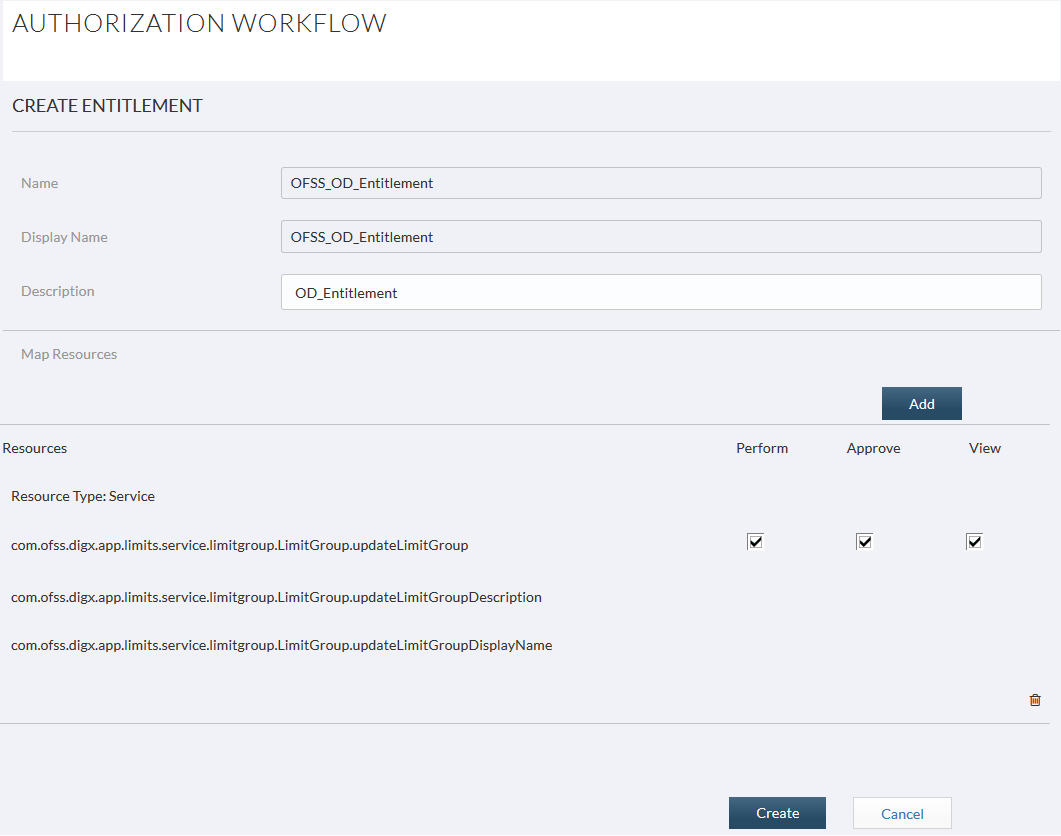 AUTHORIZATION WORKFLOW
CREATE ENTITLEMENT
Name OFSS_OD_Entitlement
Display Name OFSS_OD_Entitlement
Description OD_Entitlement
Map Resources
Add
Resources Perform Approve View
Resource Type: Service
com.ofss.digx.app.limits.service.limitgroup.LimitGroup.updateLimitGroup
com.ofss.digx.app.limits.service.limitgroup.LimitGroup.updateLimitGroupDescription
com.ofss.digx.app.limits.service.limitgroup.LimitGroup.updateLimitGroupDisplayName
Create Cancel